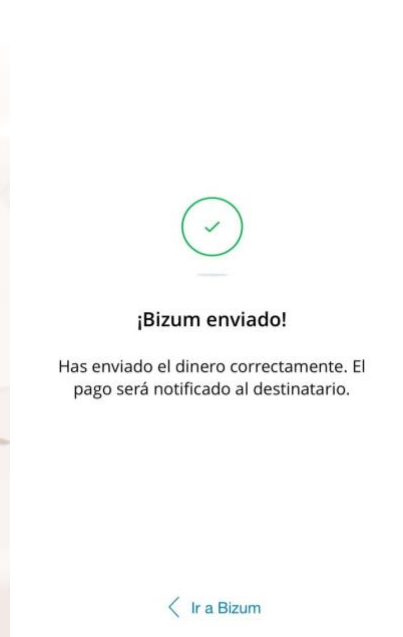 ¡Bizum enviado!
Has enviado el dinero correctamente. El
pago será notificado al destinatario.
Ir a Bizum